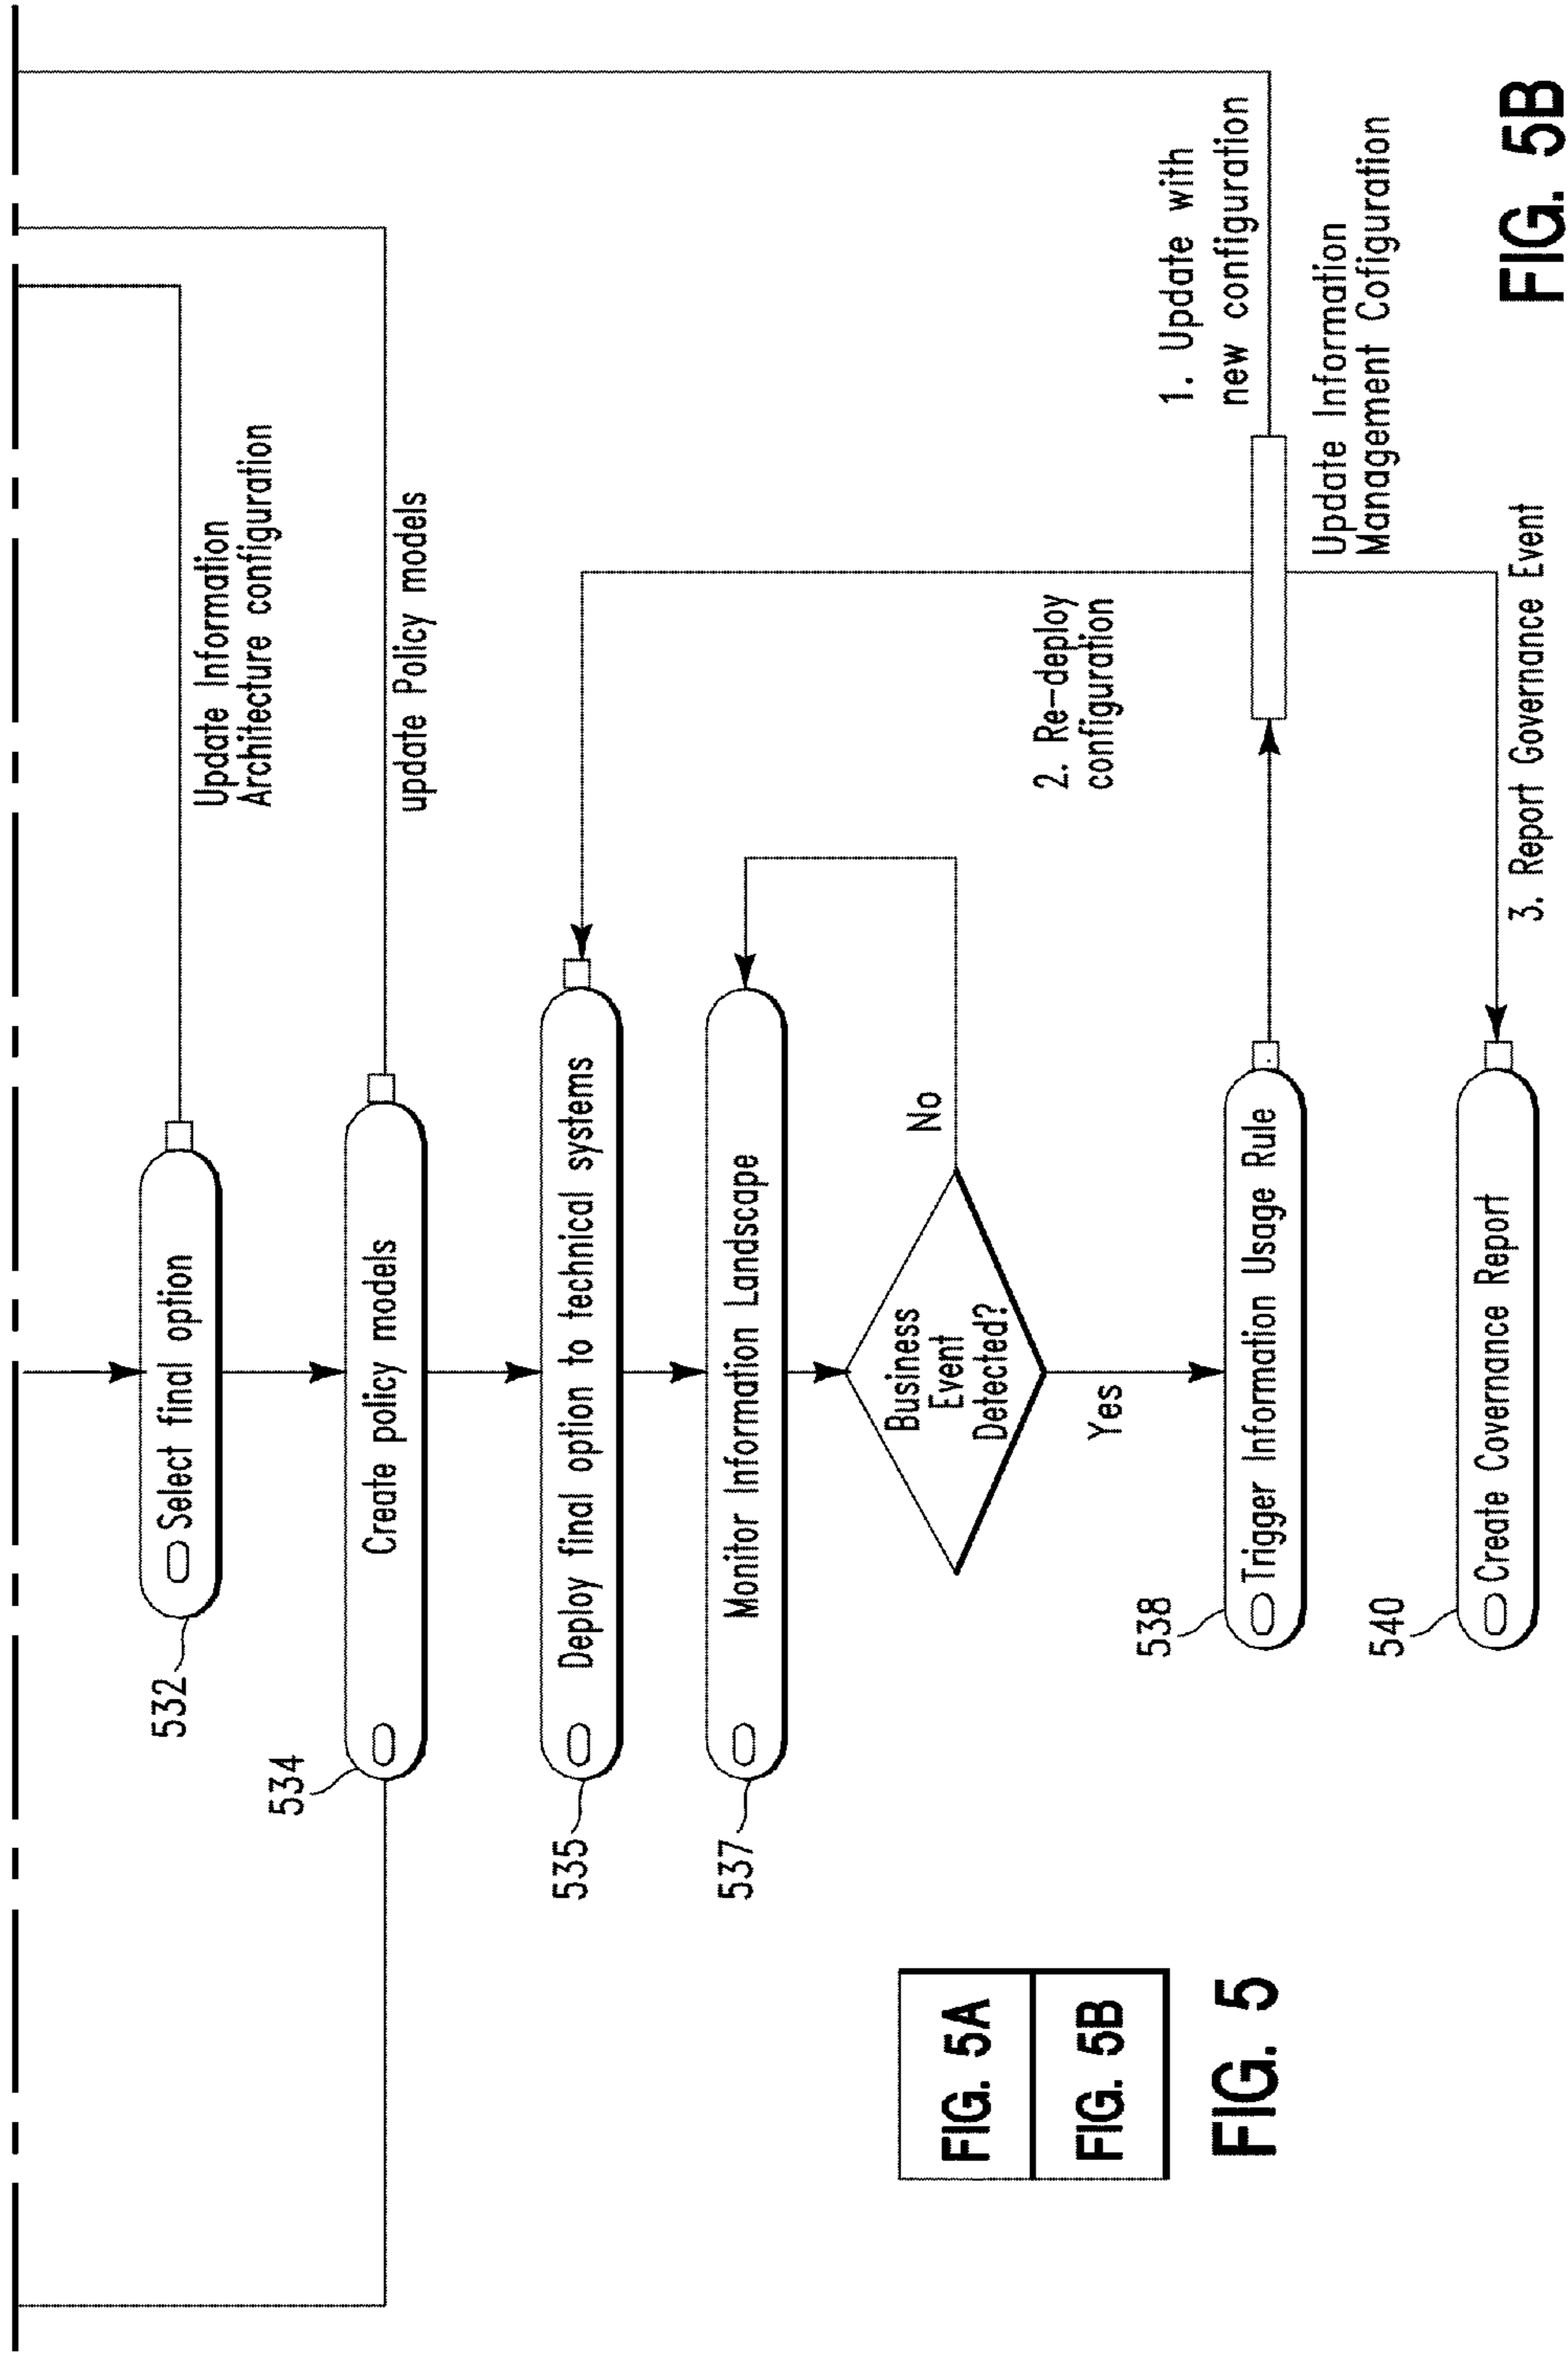 532
Select final option
Update Information
Architecture configuration
534
Create policy models
update Policy models
535
Deploy final option to technical systems
537
Monitor Information Landscape
Business
Event
Detected?
No
Yes
2. Re-deploy
configuration
1. Update with
new configuration
538
Trigger Information Usage Rule
Update Information
Management Cofiguration
540
Create Covernance Report
3. Report Governance Event
FIG. 5A
FIG. 5B
FIG. 5
FIG. 5B